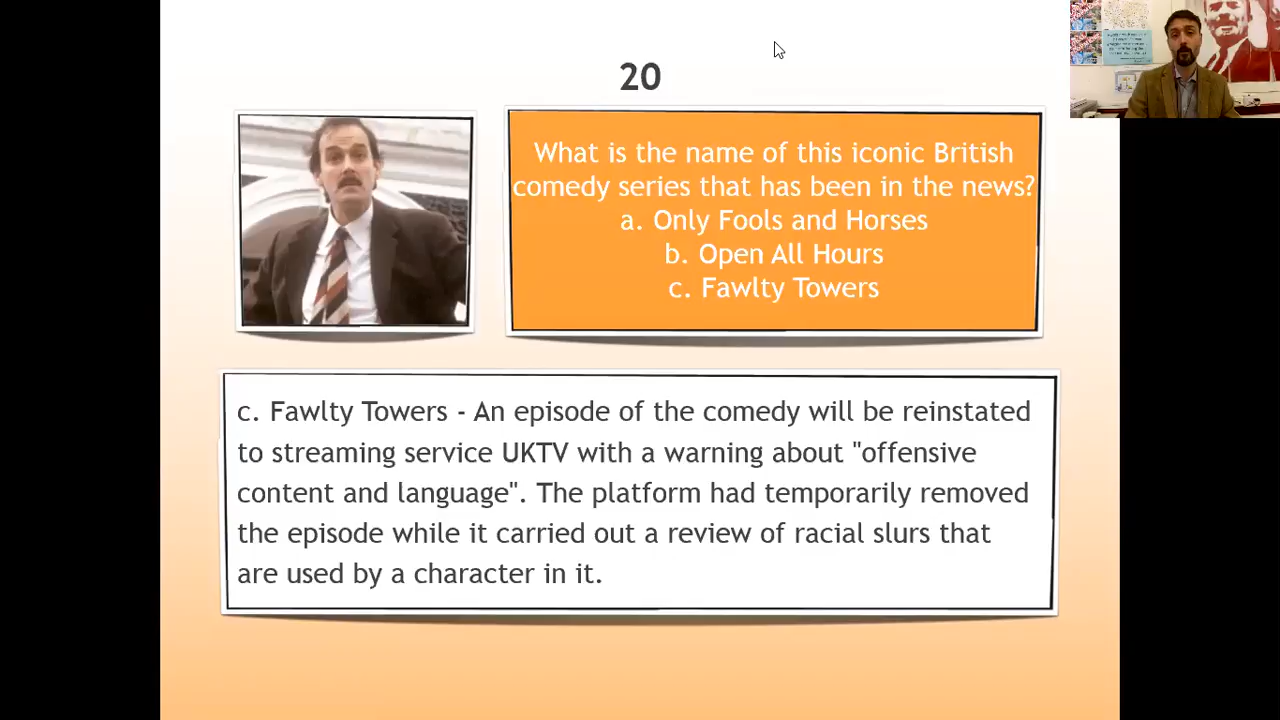 20
What is the name of this iconic British
comedy series that has been in the news?
a. Only Fools and Horses
b. Open All Hours
c. Fawlty Towers
c. Fawlty Towers - An episode of the comedy will be reinstated
to streaming service UKTV with a warning about "offensive
content and language". The platform had temporarily removed
the episode while it carried out a review of racial slurs that
are used by a character in it.